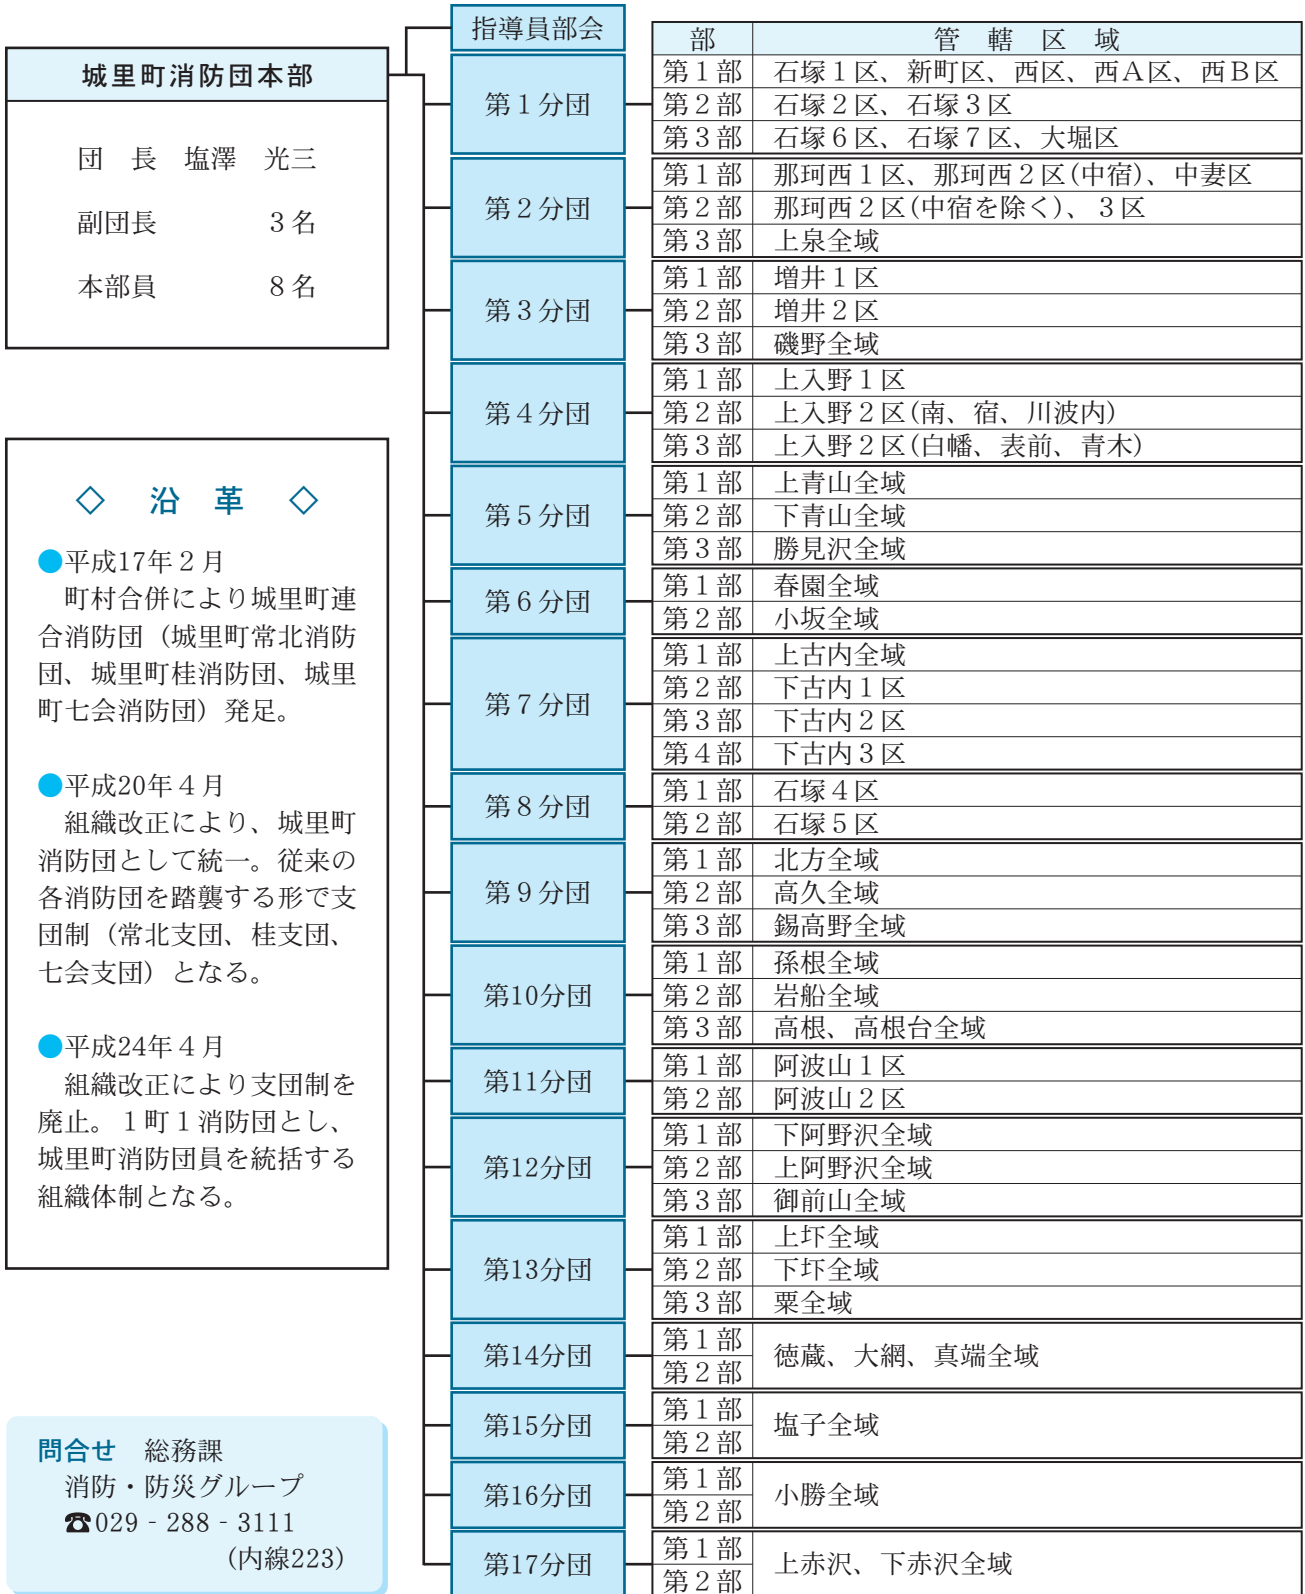 城里町消防団本部
団　長　塩澤　光三
副団長　３名
本部員　８名
◇　沿　革　◇
●平成17年２月
町村合併により城里町連
合消防団（城里町常北消防
団、城里町桂消防団、城里
町七会消防団）発足。
●平成20年４月
組織改正により、城里町
消防団として統一。従来の
各消防団を踏襲する形で支
団制（常北支団、桂支団、
七会支団）となる。
●平成24年４月
組織改正により支団制を
廃止。１町１消防団とし、
城里町消防団員を統括する
組織体制となる。
問合せ　総務課
消防・防災グループ
☎029‐288‐3111
(内線223)
指導員部会
部　管　轄　区　域
第１分団
第１部　石塚１区、新町区、西区、西Ａ区、西Ｂ区
第２部　石塚２区、石塚３区
第３部　石塚６区、石塚７区、大堀区
第２分団
第１部　那珂西１区、那珂西２区(中宿)、中妻区
第２部　那珂西２区(中宿を除く)、３区
第３部　上泉全域
第３分団
第１部　増井１区
第２部　増井２区
第３部　磯野全域
第４分団
第１部　上入野１区
第２部　上入野２区(南、宿、川波内)
第３部　上入野２区(白幡、表前、青木)
第５分団
第１部　上青山全域
第２部　下青山全域
第３部　勝見沢全域
第６分団
第１部　春園全域
第２部　小坂全域
第７分団
第１部　上古内全域
第２部　下古内１区
第３部　下古内２区
第４部　下古内３区
第８分団
第１部　石塚４区
第２部　石塚５区
第９分団
第１部　北方全域
第２部　高久全域
第３部　錫高野全域
第10分団
第１部　孫根全域
第２部　岩船全域
第３部　高根、高根台全域
第11分団
第１部　阿波山１区
第２部　阿波山２区
第12分団
第１部　下阿野沢全域
第２部　上阿野沢全域
第３部　御前山全域
第13分団
第１部　上圷全域
第２部　下圷全域
第３部　粟全域
第14分団
第１部
第２部
徳蔵、大網、真端全域
第15分団
第１部
第２部
塩子全域
第16分団
第１部
第２部
小勝全域
第17分団
第１部
第２部
上赤沢、下赤沢全域